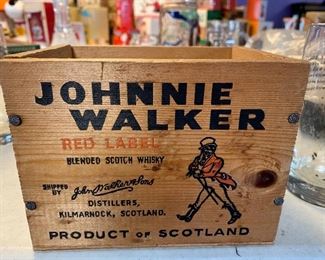 JOHNNIE
WALKER
RED LABEL
BLENDED SCOTCH WHISKY
SHIPPED
BY
John Walker & Sons
DISTILLERS,
KILMARNOCK, SCOTLAND.
PRODUCT OF SCOTLAND